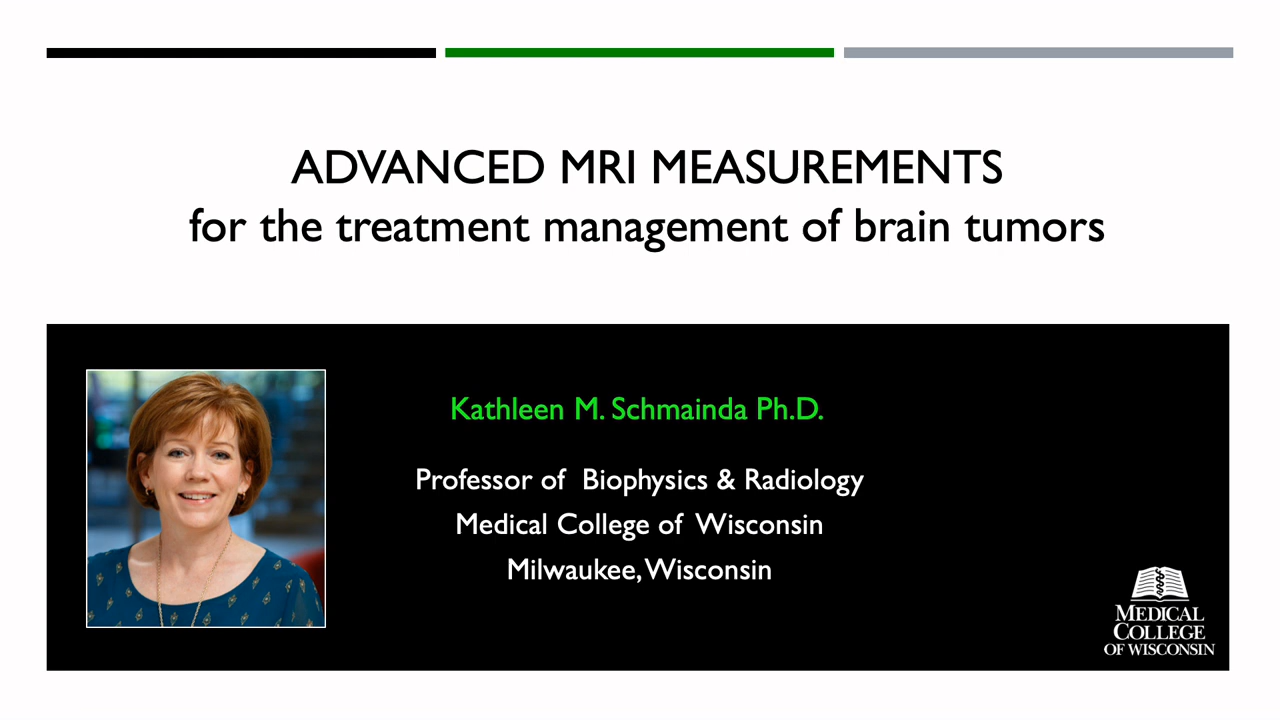 ADVANCED MRI MEASUREMENTS
for the treatment management of brain tumors
Kathleen M. Schmainda Ph.D.
Professor of Biophysics & Radiology
Medical College of Wisconsin
Milwaukee, Wisconsin
MEDICAL
COLLEGE
OF WISCONSIN